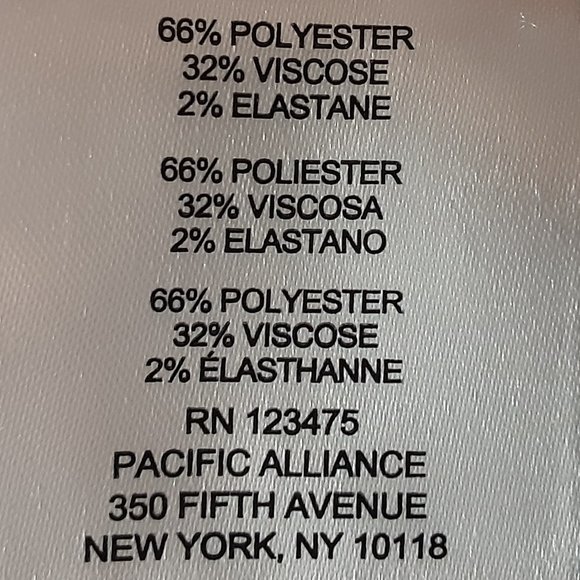 66% POLYESTER
32% VISCOSE
2% ELASTANE
66% POLIESTER
32% VISCOSA
2% ELASTANO
66% POLYESTER
32% VISCOSE
2% ÉLASTHANNE
RN 123475
PACIFIC ALLIANCE
350 FIFTH AVENUE
NEW YORK, NY 10118